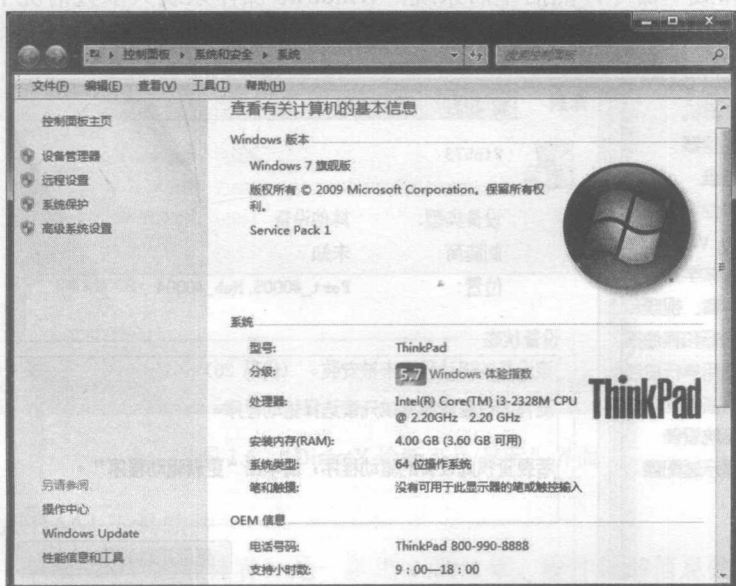 控制面板 ▸ 系统和安全 ▸ 系统
搜索控制面板
文件(F) 编辑(E) 查看(V) 工具(T) 帮助(H)
控制面板主页
设备管理器
远程设置
系统保护
高级系统设置
另请参阅
操作中心
Windows Update
性能信息和工具
查看有关计算机的基本信息
Windows 版本
Windows 7 旗舰版
版权所有 © 2009 Microsoft Corporation。保留所有权
利。
Service Pack 1
系统
型号: ThinkPad
分级: 5.7 Windows 体验指数
处理器: Intel(R) Core(TM) i3-2328M CPU
@ 2.20GHz 2.20 GHz
安装内存(RAM): 4.00 GB (3.60 GB 可用)
系统类型: 64 位操作系统
笔和触摸: 没有可用于此显示器的笔或触控输入
ThinkPad
OEM 信息
电话号码: ThinkPad 800-990-8888
支持小时数: 9：00—18：00